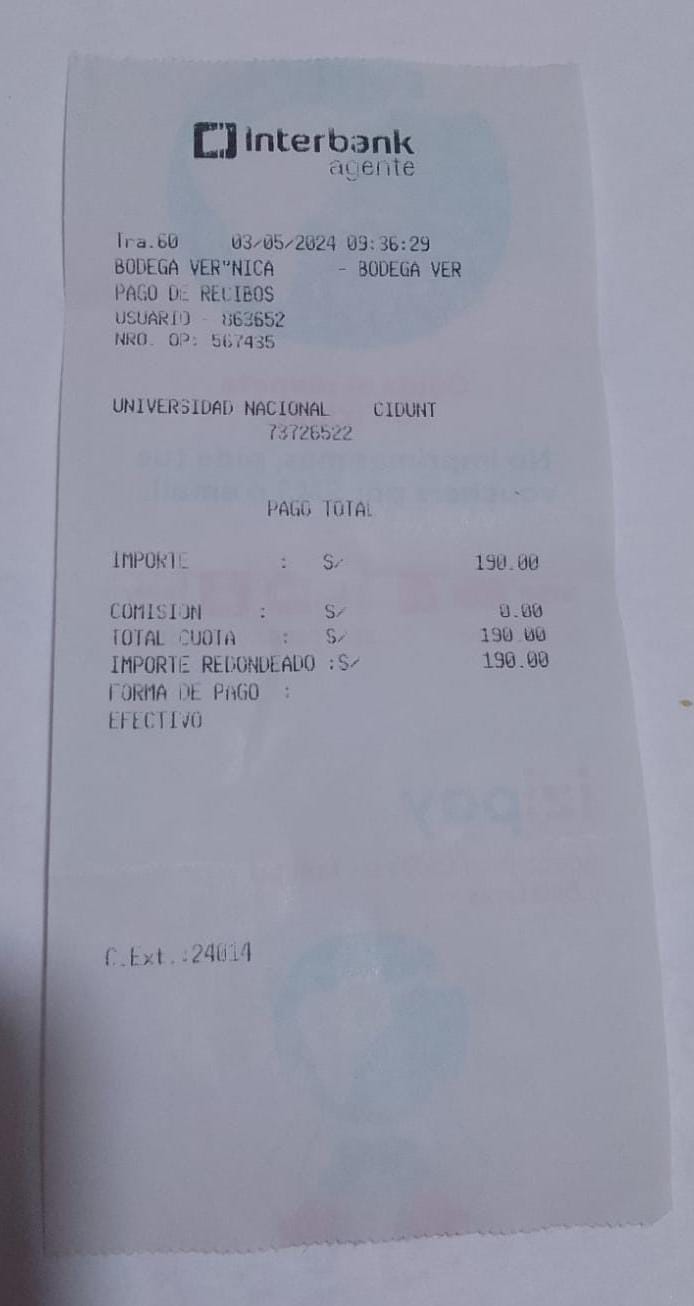 interbank
agente
Tra.60 03/05/2024 09:36:29
BODEGA VER"NICA - BODEGA VER
PAGO DE RECIBOS
USUARIO - 863652
NRO. OP: 567435
UNIVERSIDAD NACIONAL CIDUNT
73726522
PAGO TOTAL
IMPORTE : S/ 190.00
COMISION : S/ 0.00
TOTAL CUOTA : S/ 190.00
IMPORTE REDONDEADO :S/ 190.00
FORMA DE PAGO :
EFECTIVO
izipay
C.Ext.:24014